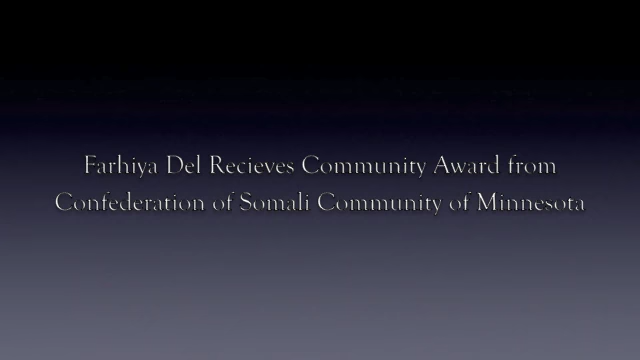 Farhiya Del Recieves Community Award from
Confederation of Somali Community of Minnesota